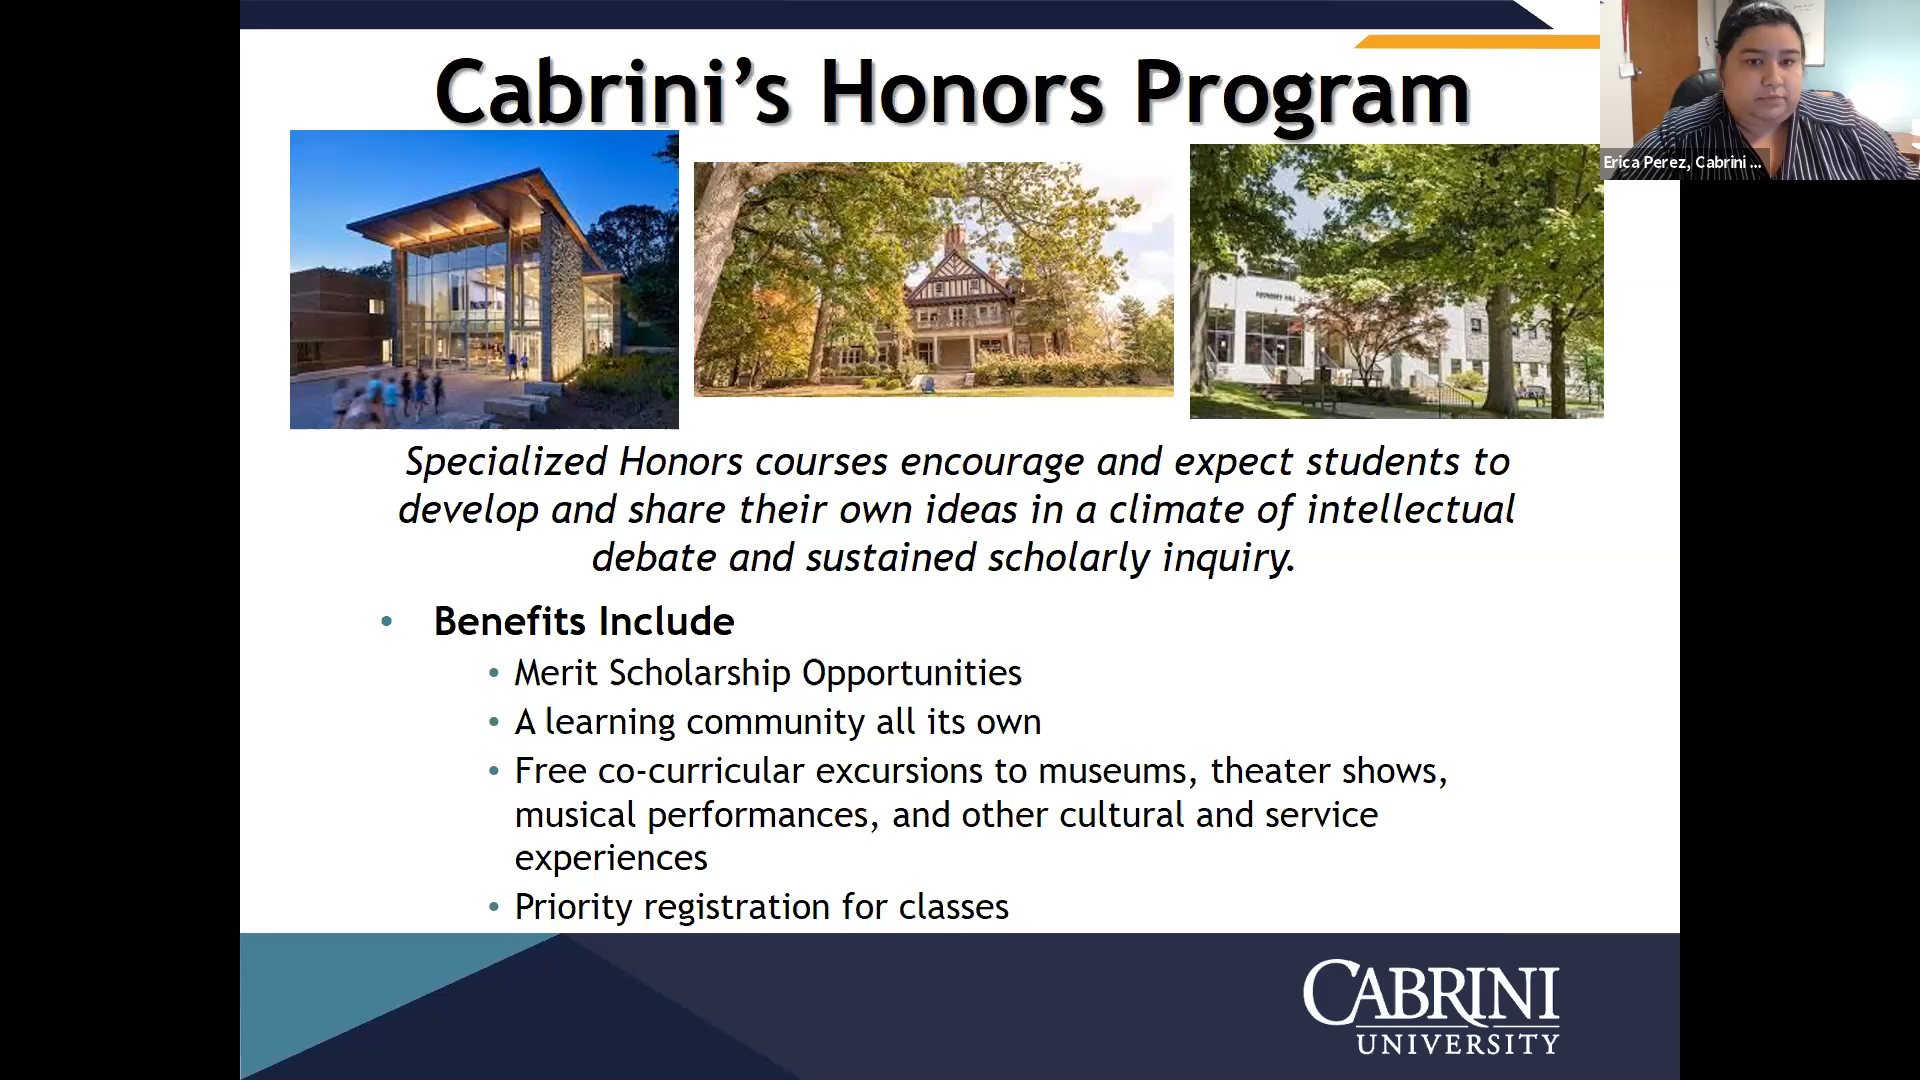 Cabrini’s Honors Program
Erica Perez, Cabrini ...
FOUNDERS HALL
Specialized Honors courses encourage and expect students to
develop and share their own ideas in a climate of intellectual
debate and sustained scholarly inquiry.
• Benefits Include
• Merit Scholarship Opportunities
• A learning community all its own
• Free co-curricular excursions to museums, theater shows,
musical performances, and other cultural and service
experiences
• Priority registration for classes
CABRINI
UNIVERSITY